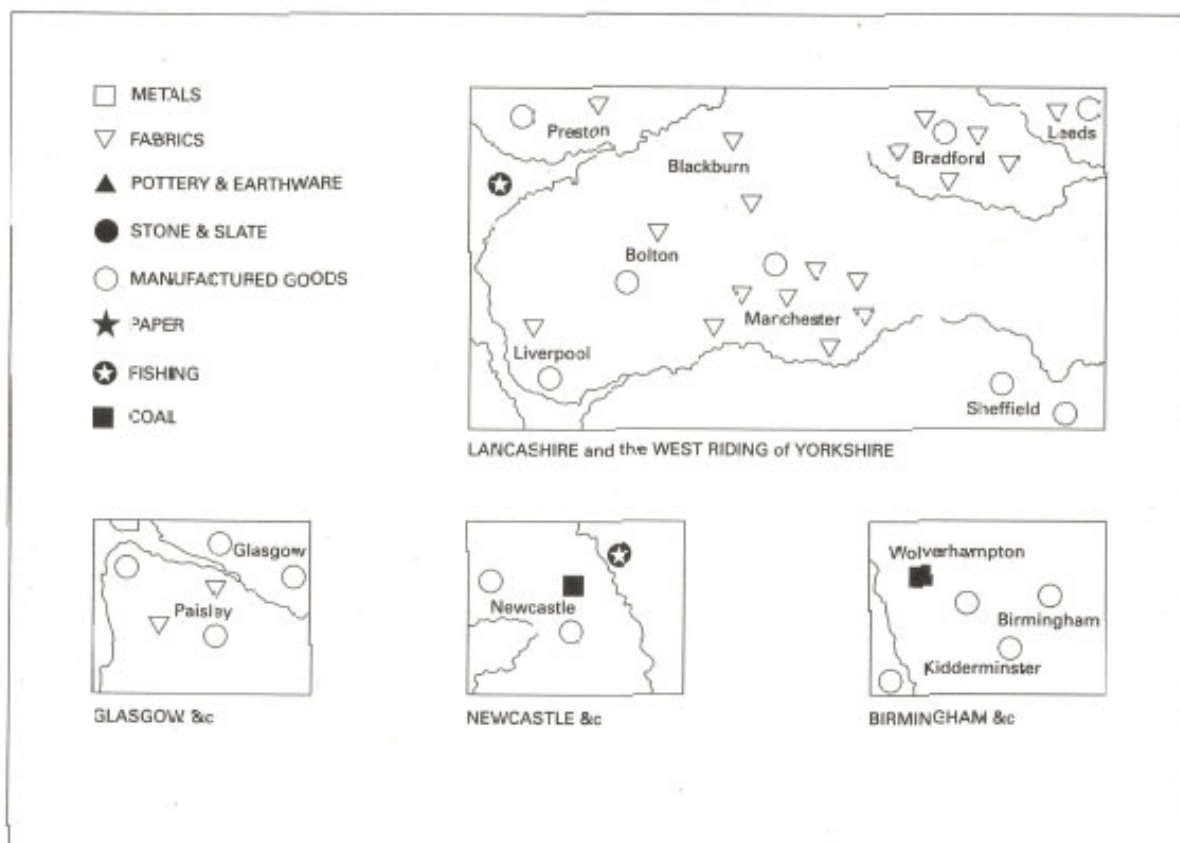 METALS
FABRICS
POTTERY & EARTHWARE
STONE & SLATE
MANUFACTURED GOODS
PAPER
FISHING
COAL
Preston
Blackburn
Bradford
Leeds
Bolton
Manchester
Liverpool
Sheffield
LANCASHIRE and the WEST RIDING of YORKSHIRE
Glasgow
Paisley
GLASGOW &c
Newcastle
NEWCASTLE &c
Wolverhampton
Birmingham
Kidderminster
BIRMINGHAM &c